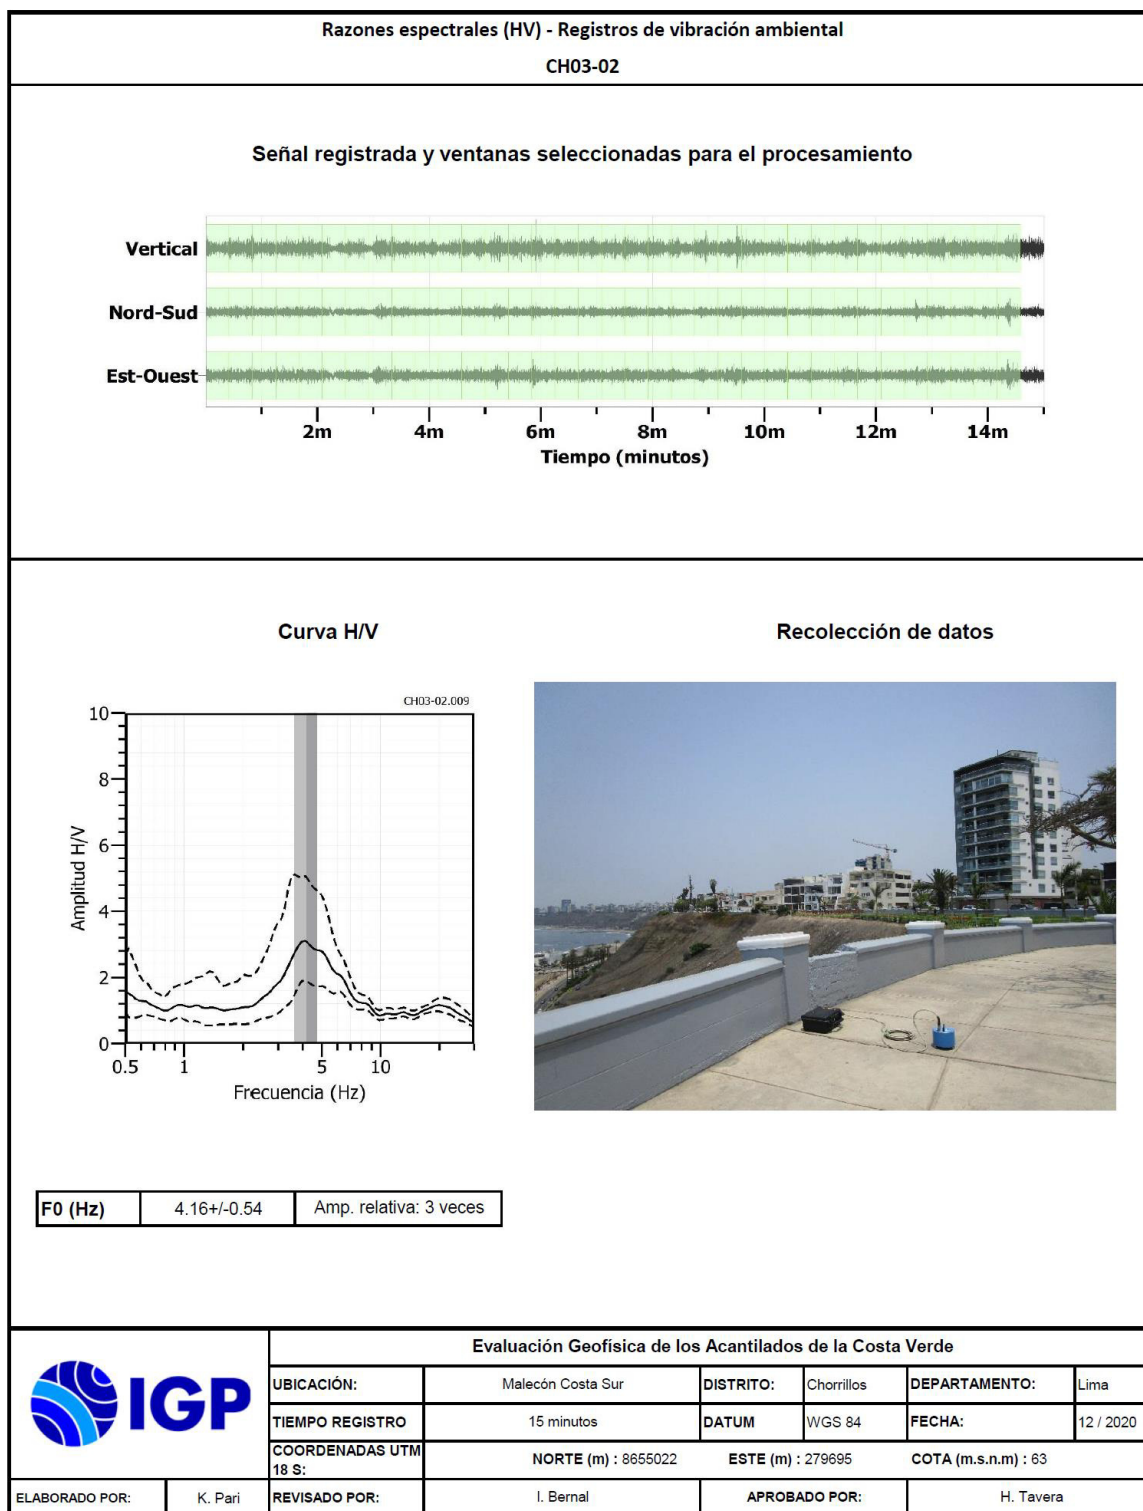 Razones espectrales (HV) - Registros de vibración ambiental
CH03-02
Señal registrada y ventanas seleccionadas para el procesamiento
Vertical
Nord-Sud
Est-Ouest
2m 4m 6m 8m 10m 12m 14m
Tiempo (minutos)
Curva H/V
Recolección de datos
CH03-02.009
10
8
6
4
2
0
Amplitud H/V
0.5 1 5 10
Frecuencia (Hz)
F0 (Hz) 4.16+/-0.54 Amp. relativa: 3 veces
IGP
Evaluación Geofísica de los Acantilados de la Costa Verde
UBICACIÓN: Malecón Costa Sur DISTRITO: Chorrillos DEPARTAMENTO: Lima
TIEMPO REGISTRO 15 minutos DATUM WGS 84 FECHA: 12 / 2020
COORDENADAS UTM
18 S: NORTE (m) : 8655022 ESTE (m) : 279695 COTA (m.s.n.m) : 63
ELABORADO POR: K. Pari REVISADO POR: I. Bernal APROBADO POR: H. Tavera